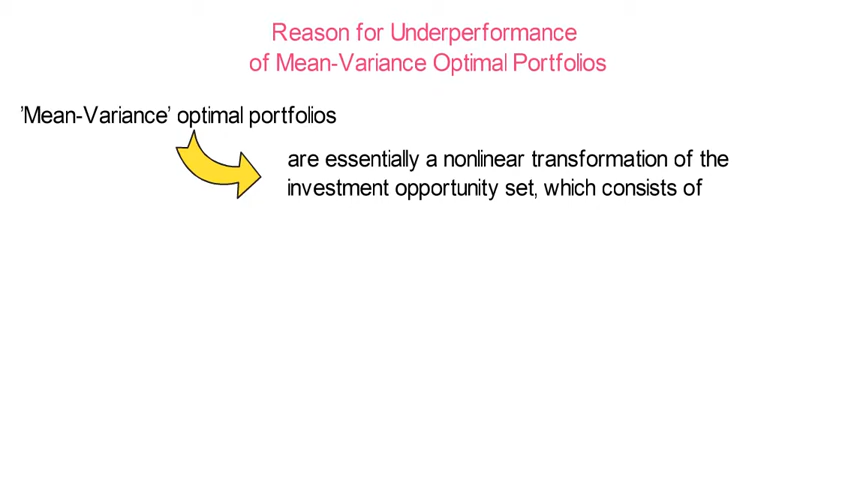 Reason for Underperformance
of Mean-Variance Optimal Portfolios
’Mean-Variance’ optimal portfolios
are essentially a nonlinear transformation of the
investment opportunity set, which consists of